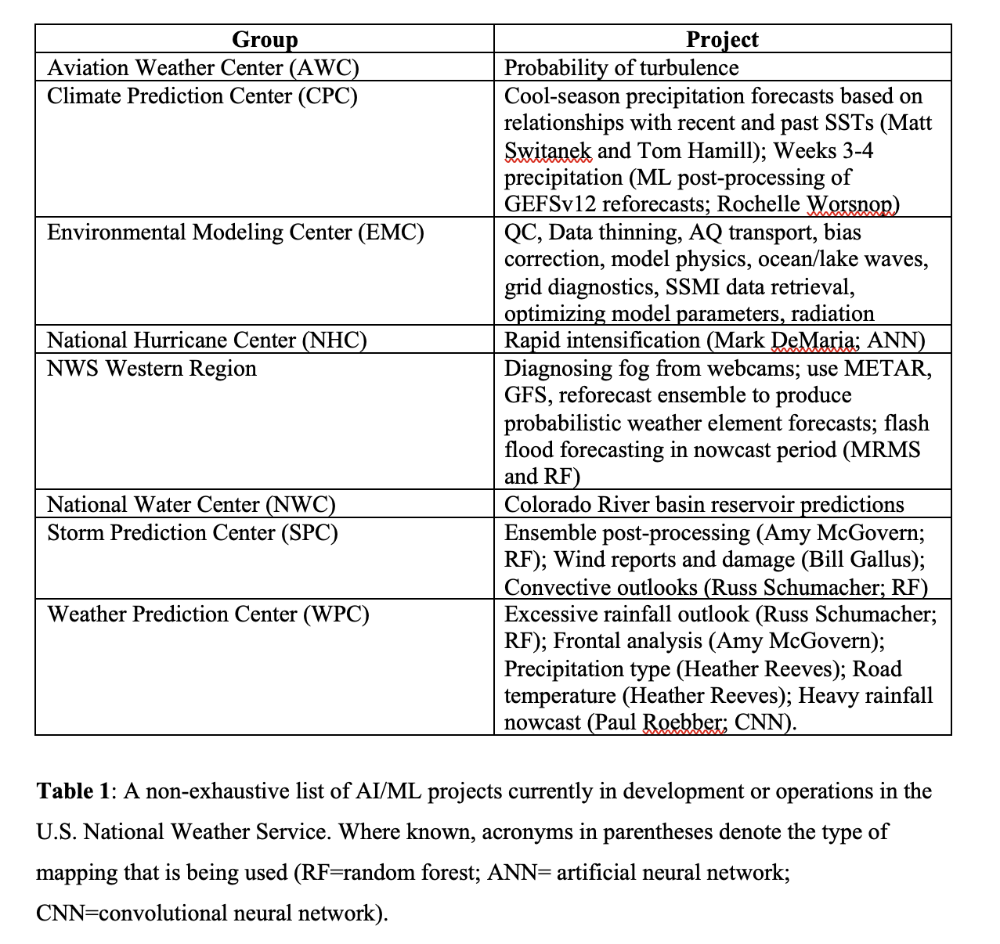 Group Project
Aviation Weather Center (AWC) Probability of turbulence
Climate Prediction Center (CPC) Cool-season precipitation forecasts based on
relationships with recent and past SSTs (Matt
Switanek and Tom Hamill); Weeks 3-4
precipitation (ML post-processing of
GEFSv12 reforecasts; Rochelle Worsnop)
Environmental Modeling Center (EMC) QC, Data thinning, AQ transport, bias
correction, model physics, ocean/lake waves,
grid diagnostics, SSMI data retrieval,
optimizing model parameters, radiation
National Hurricane Center (NHC) Rapid intensification (Mark DeMaria; ANN)
NWS Western Region Diagnosing fog from webcams; use METAR,
GFS, reforecast ensemble to produce
probabilistic weather element forecasts; flash
flood forecasting in nowcast period (MRMS
and RF)
National Water Center (NWC) Colorado River basin reservoir predictions
Storm Prediction Center (SPC) Ensemble post-processing (Amy McGovern;
RF); Wind reports and damage (Bill Gallus);
Convective outlooks (Russ Schumacher; RF)
Weather Prediction Center (WPC) Excessive rainfall outlook (Russ Schumacher;
RF); Frontal analysis (Amy McGovern);
Precipitation type (Heather Reeves); Road
temperature (Heather Reeves); Heavy rainfall
nowcast (Paul Roebber; CNN).
Table 1: A non-exhaustive list of AI/ML projects currently in development or operations in the
U.S. National Weather Service. Where known, acronyms in parentheses denote the type of
mapping that is being used (RF=random forest; ANN= artificial neural network;
CNN=convolutional neural network).